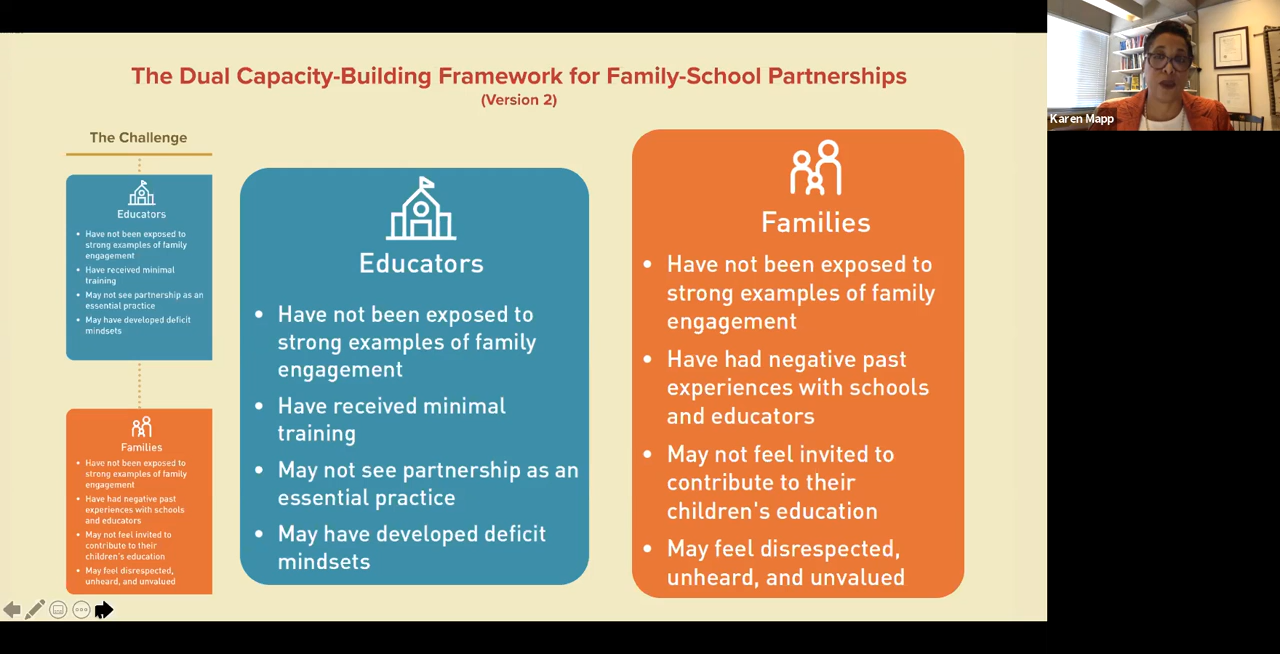 The Dual Capacity-Building Framework for Family-School Partnerships
(Version 2)
The Challenge
Educators
• Have not been exposed to
strong examples of family
engagement
• Have received minimal
training
• May not see partnership as an
essential practice
• May have developed deficit
mindsets
Families
• Have not been exposed to
strong examples of family
engagement
• Have had negative past
experiences with schools
and educators
• May not feel invited to
contribute to their
children's education
• May feel disrespected,
unheard, and unvalued
Educators
• Have not been exposed to
strong examples of family
engagement
• Have received minimal
training
• May not see partnership as an
essential practice
• May have developed deficit
mindsets
Families
• Have not been exposed to
strong examples of family
engagement
• Have had negative past
experiences with schools
and educators
• May not feel invited to
contribute to their
children's education
• May feel disrespected,
unheard, and unvalued
Karen Mapp